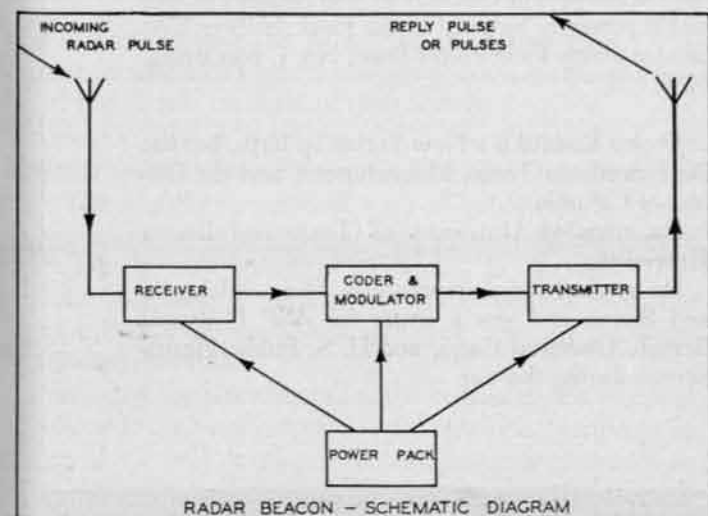 INCOMING
RADAR PULSE
REPLY PULSE
OR PULSES
RECEIVER
CODER &
MODULATOR
TRANSMITTER
POWER PACK
RADAR BEACON – SCHEMATIC DIAGRAM